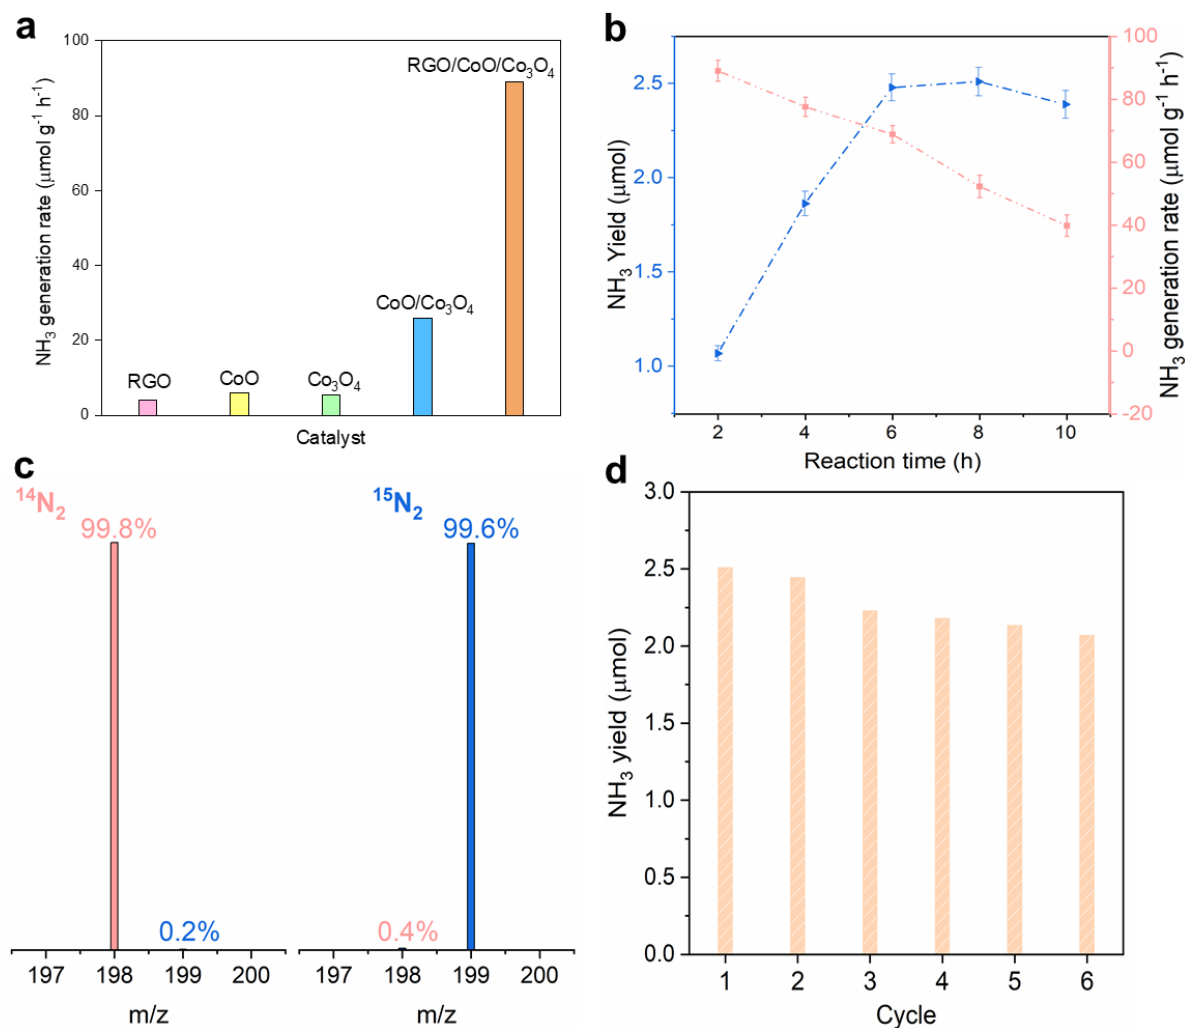 a
100
80
60
40
20
0
NH₃ generation rate (μmol g⁻¹ h⁻¹)
RGO
CoO
Co₃O₄
CoO/Co₃O₄
RGO/CoO/Co₃O₄
Catalyst
b
2.5
2.0
1.5
1.0
NH₃ Yield (μmol)
100
80
60
40
20
0
-20
NH₃ generation rate (μmol g⁻¹ h⁻¹)
2 4 6 8 10
Reaction time (h)
c
¹⁴N₂
99.8%
0.2%
197 198 199 200
m/z
¹⁵N₂
99.6%
0.4%
197 198 199 200
m/z
d
3.0
2.5
2.0
1.5
1.0
0.5
0.0
NH₃ yield (μmol)
1 2 3 4 5 6
Cycle